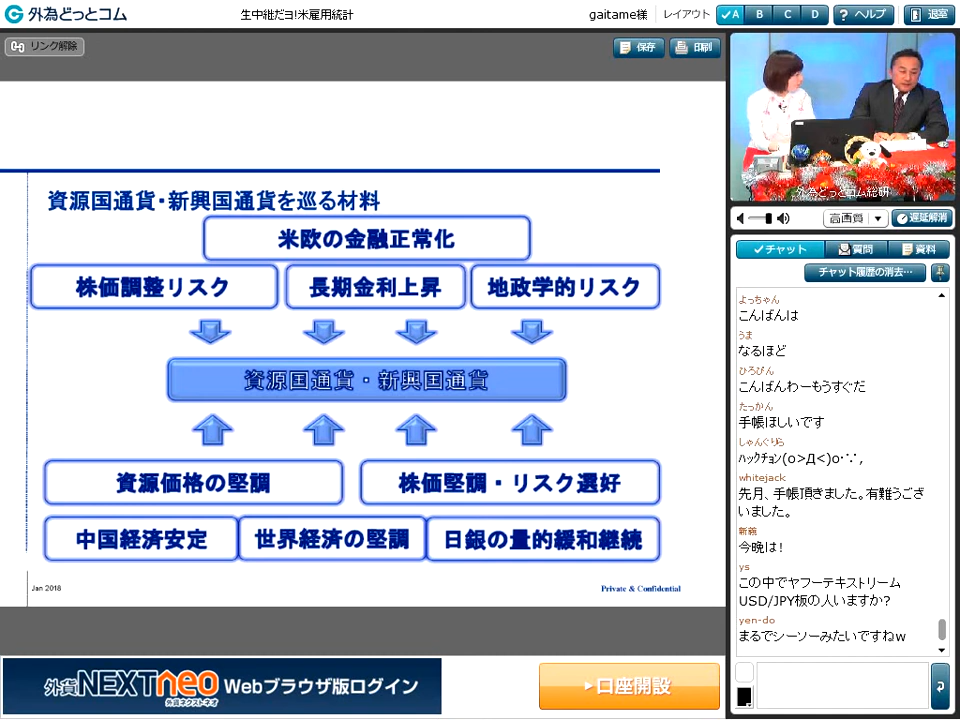 外為どっとコム
生中継だヨ!米雇用統計
gaitame様
レイアウト
A
B
C
D
? ヘルプ
退室
リンク解除
保存
印刷
資源国通貨・新興国通貨を巡る材料
米欧の金融正常化
株価調整リスク
長期金利上昇
地政学的リスク
資源国通貨・新興国通貨
資源価格の堅調
株価堅調・リスク選好
中国経済安定
世界経済の堅調
日銀の量的緩和継続
Jan 2018
Private & Confidential
外為どっとコム総研
高画質
遅延解消
チャット
質問
資料
チャット履歴の消去…
よっちゃん
こんばんは
うま
なるほど
ひろぴん
こんばんわーもうすぐだ
たっかん
手帳ほしいです
しゃんぐりら
ﾊｯｸﾁｮﾝ(o>Д<)o･∵,
whitejack
先月、手帳頂きました。有難うござ
いました。
新鏡
今晩は!
ys
この中でヤフーテキストリーム
USD/JPY板の人いますか?
yen-do
まるでシーソーみたいですねw
外貨NEXTneo
外貨ネクストネオ
Webブラウザ版ログイン
口座開設